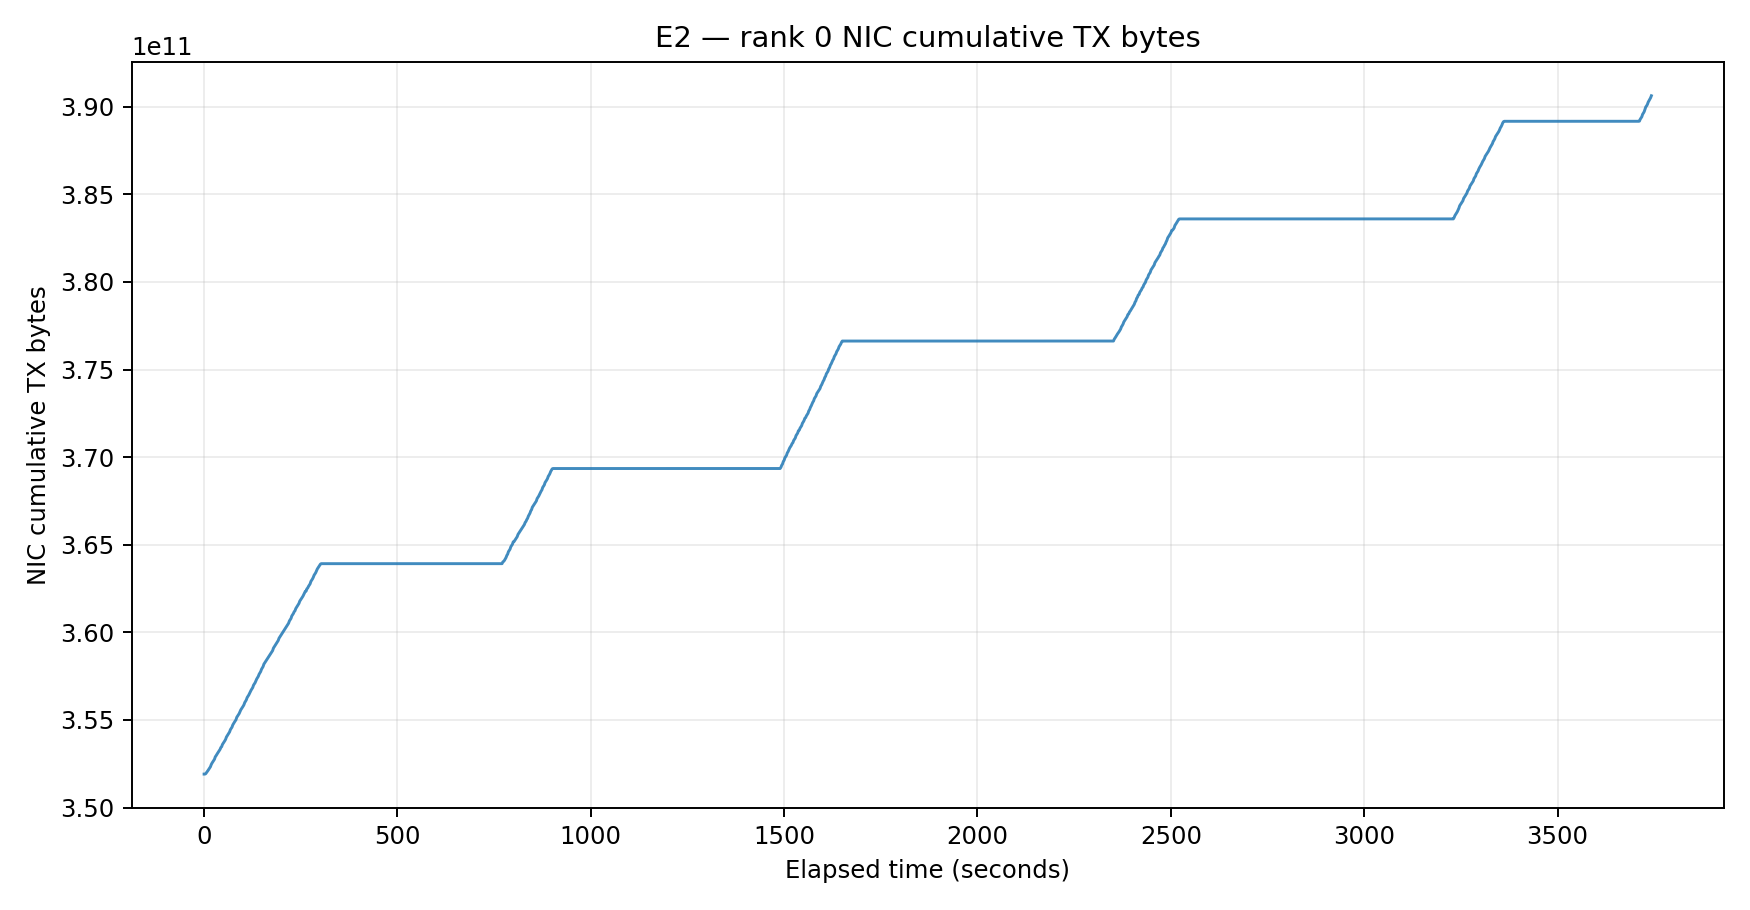 E2 — rank 0 NIC cumulative TX bytes
1e11
3.90
3.85
3.80
3.75
3.70
3.65
3.60
3.55
3.50
NIC cumulative TX bytes
0 500 1000 1500 2000 2500 3000 3500
Elapsed time (seconds)